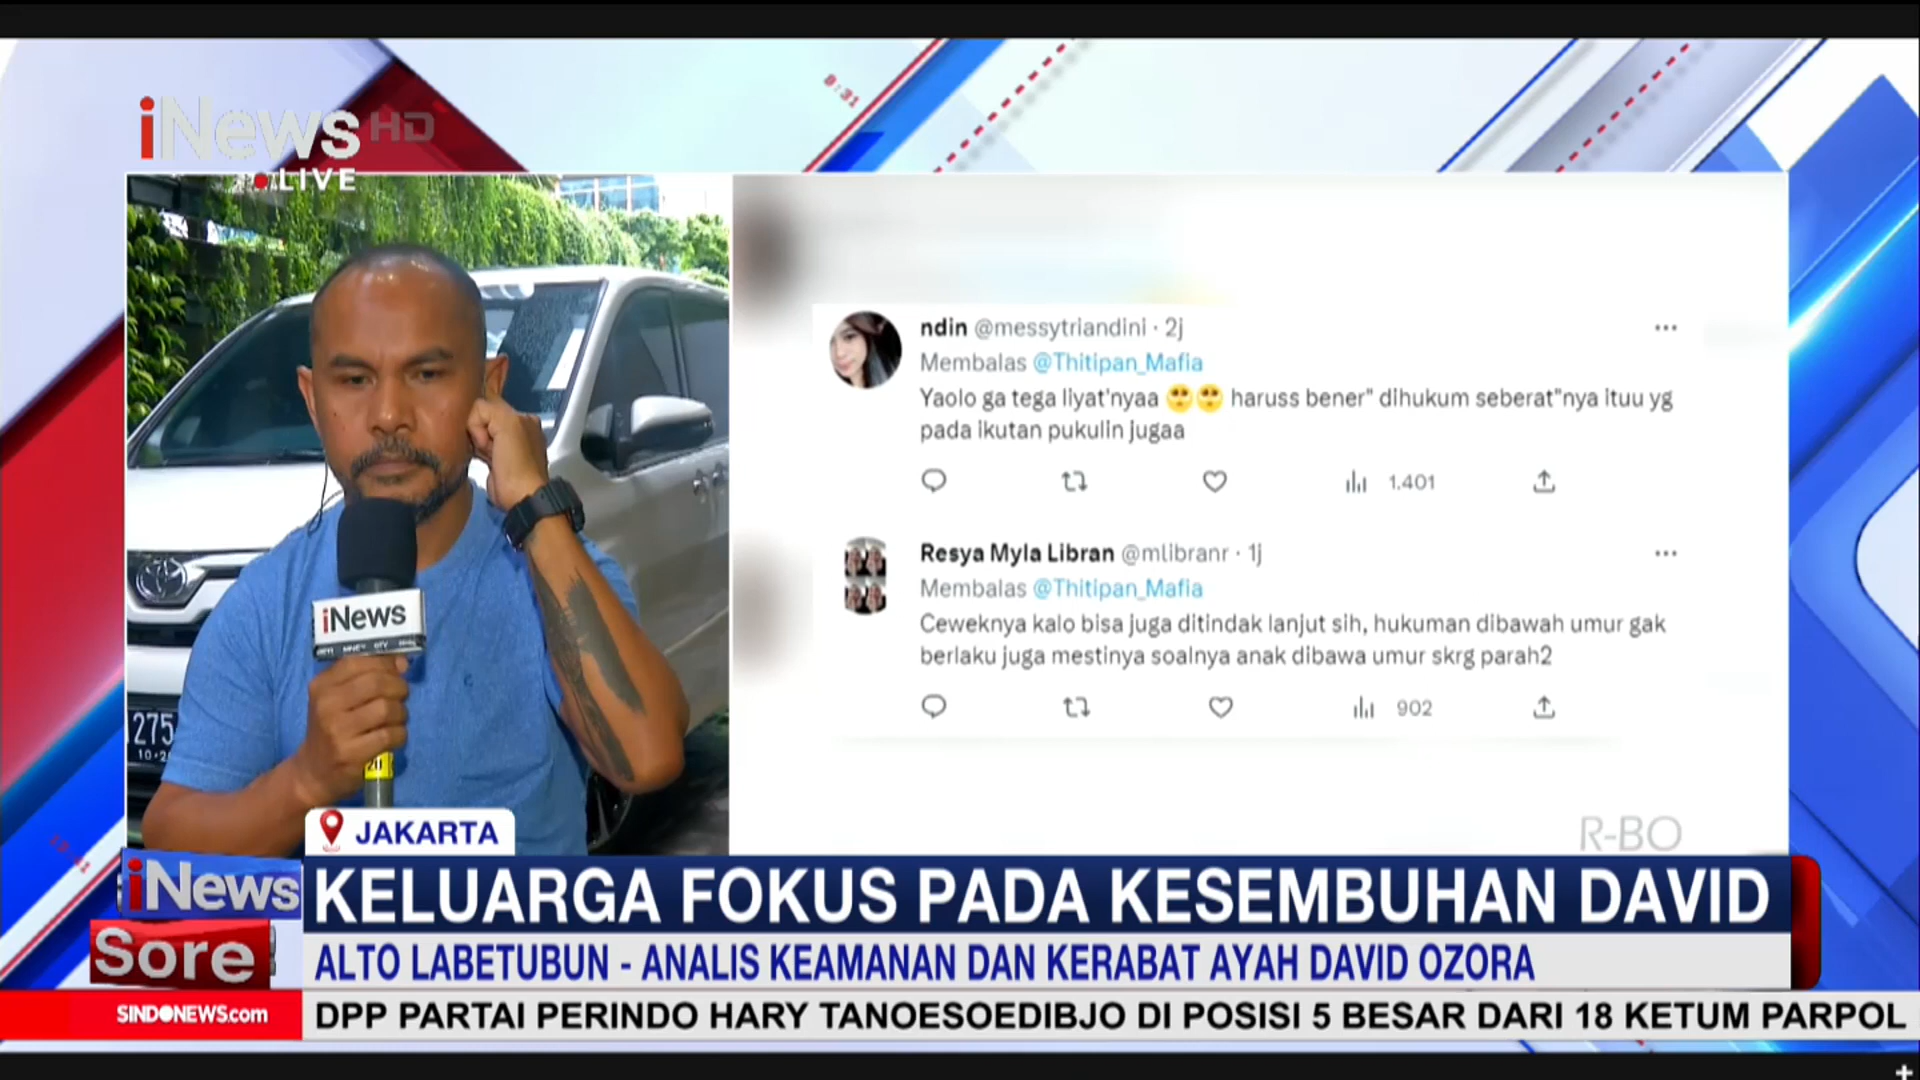 iNews HD
LIVE
8:31
ndin @messytriandini · 2j
Membalas @Thitipan_Mafia
Yaolo ga tega liyat'nyaa 🥺🥺 haruss bener" dihukum seberat"nya ituu yg
pada ikutan pukulin jugaa
1.401
Resya Myla Libran @mlibranr · 1j
Membalas @Thitipan_Mafia
Ceweknya kalo bisa juga ditindak lanjut sih, hukuman dibawah umur gak
berlaku juga mestinya soalnya anak dibawa umur skrg parah2
902
iNews
275
R-BO
JAKARTA
iNews
Sore
KELUARGA FOKUS PADA KESEMBUHAN DAVID
ALTO LABETUBUN - ANALIS KEAMANAN DAN KERABAT AYAH DAVID OZORA
SINDONEWS.com
DPP PARTAI PERINDO HARY TANOESOEDIBJO DI POSISI 5 BESAR DARI 18 KETUM PARPOL